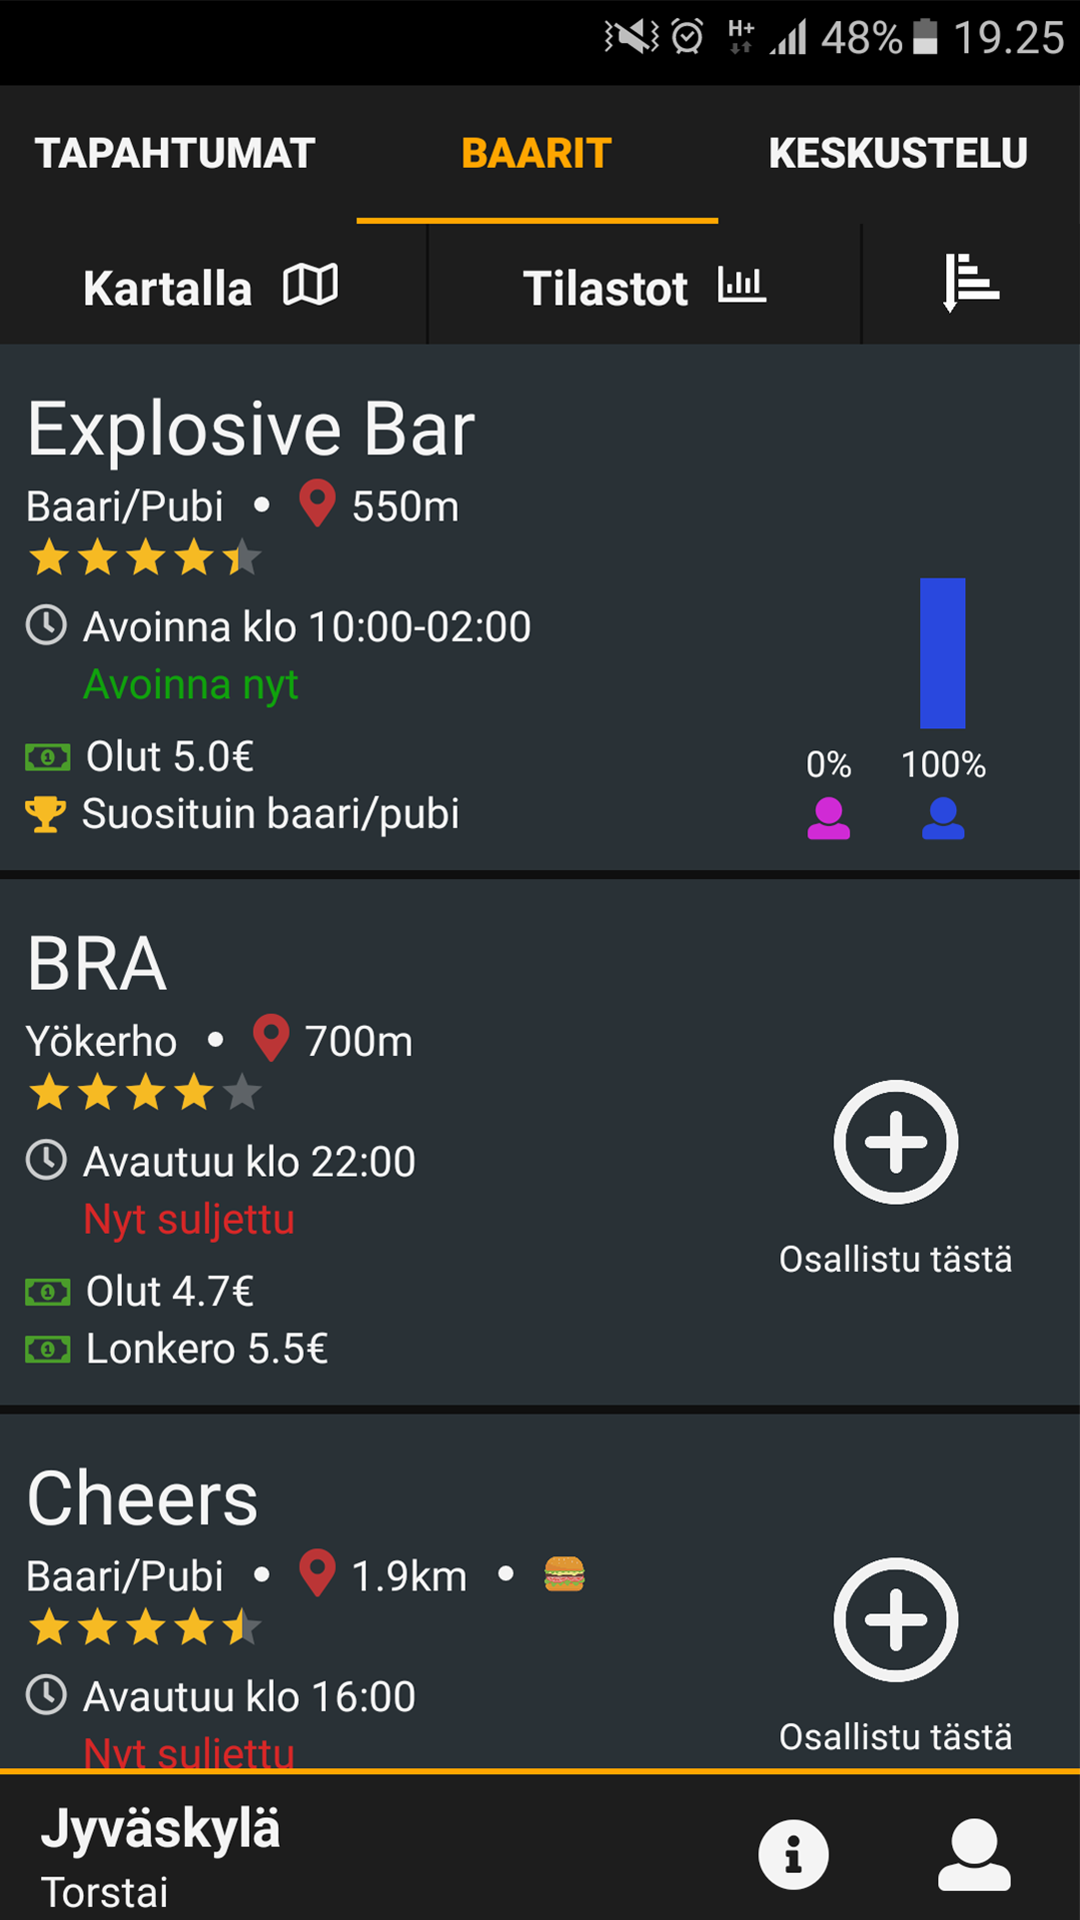 H+ 48% 19.25
TAPAHTUMAT BAARIT KESKUSTELU
Kartalla Tilastot
Explosive Bar
Baari/Pubi • 550m
Avoinna klo 10:00-02:00
Avoinna nyt
Olut 5.0€
Suosituin baari/pubi
0% 100%
BRA
Yökerho • 700m
Avautuu klo 22:00
Nyt suljettu
Olut 4.7€
Lonkero 5.5€
Osallistu tästä
Cheers
Baari/Pubi • 1.9km •
Avautuu klo 16:00
Nyt suljettu
Osallistu tästä
Jyväskylä
Torstai